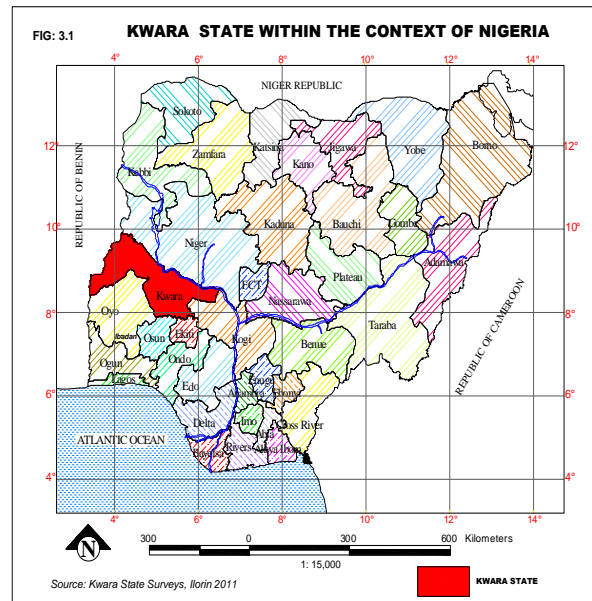 FIG: 3.1
KWARA STATE WITHIN THE CONTEXT OF NIGERIA
4° 6° 8° 10° 12° 14°
NIGER REPUBLIC
Sokoto
Katsina
Jigawa
Yobe
Borno
Zamfara
Kano
12° 12°
Kebbi
REPUBLIC OF BENIN
10° 10°
Kaduna
Bauchi
Gombe
Niger
Adamawa
Plateau
FCT
Kwara
Nassarawa
8° 8°
Oyo
Taraba
Ibadan
Osun
Ekiti
Kogi
Benue
REPUBLIC OF CAMEROON
Ondo
Ogun
Lagos
Edo
Enugu
Anambra
Ebonyi
6° 6°
Delta
Imo
Abia
Cross River
ATLANTIC OCEAN
Bayelsa
Rivers
Akwa Ibom
4° 4°
4° 6° 8° 10° 12° 14°
N
300 0 300 600 Kilometers
1: 15,000
Source: Kwara State Surveys, Ilorin 2011
KWARA STATE